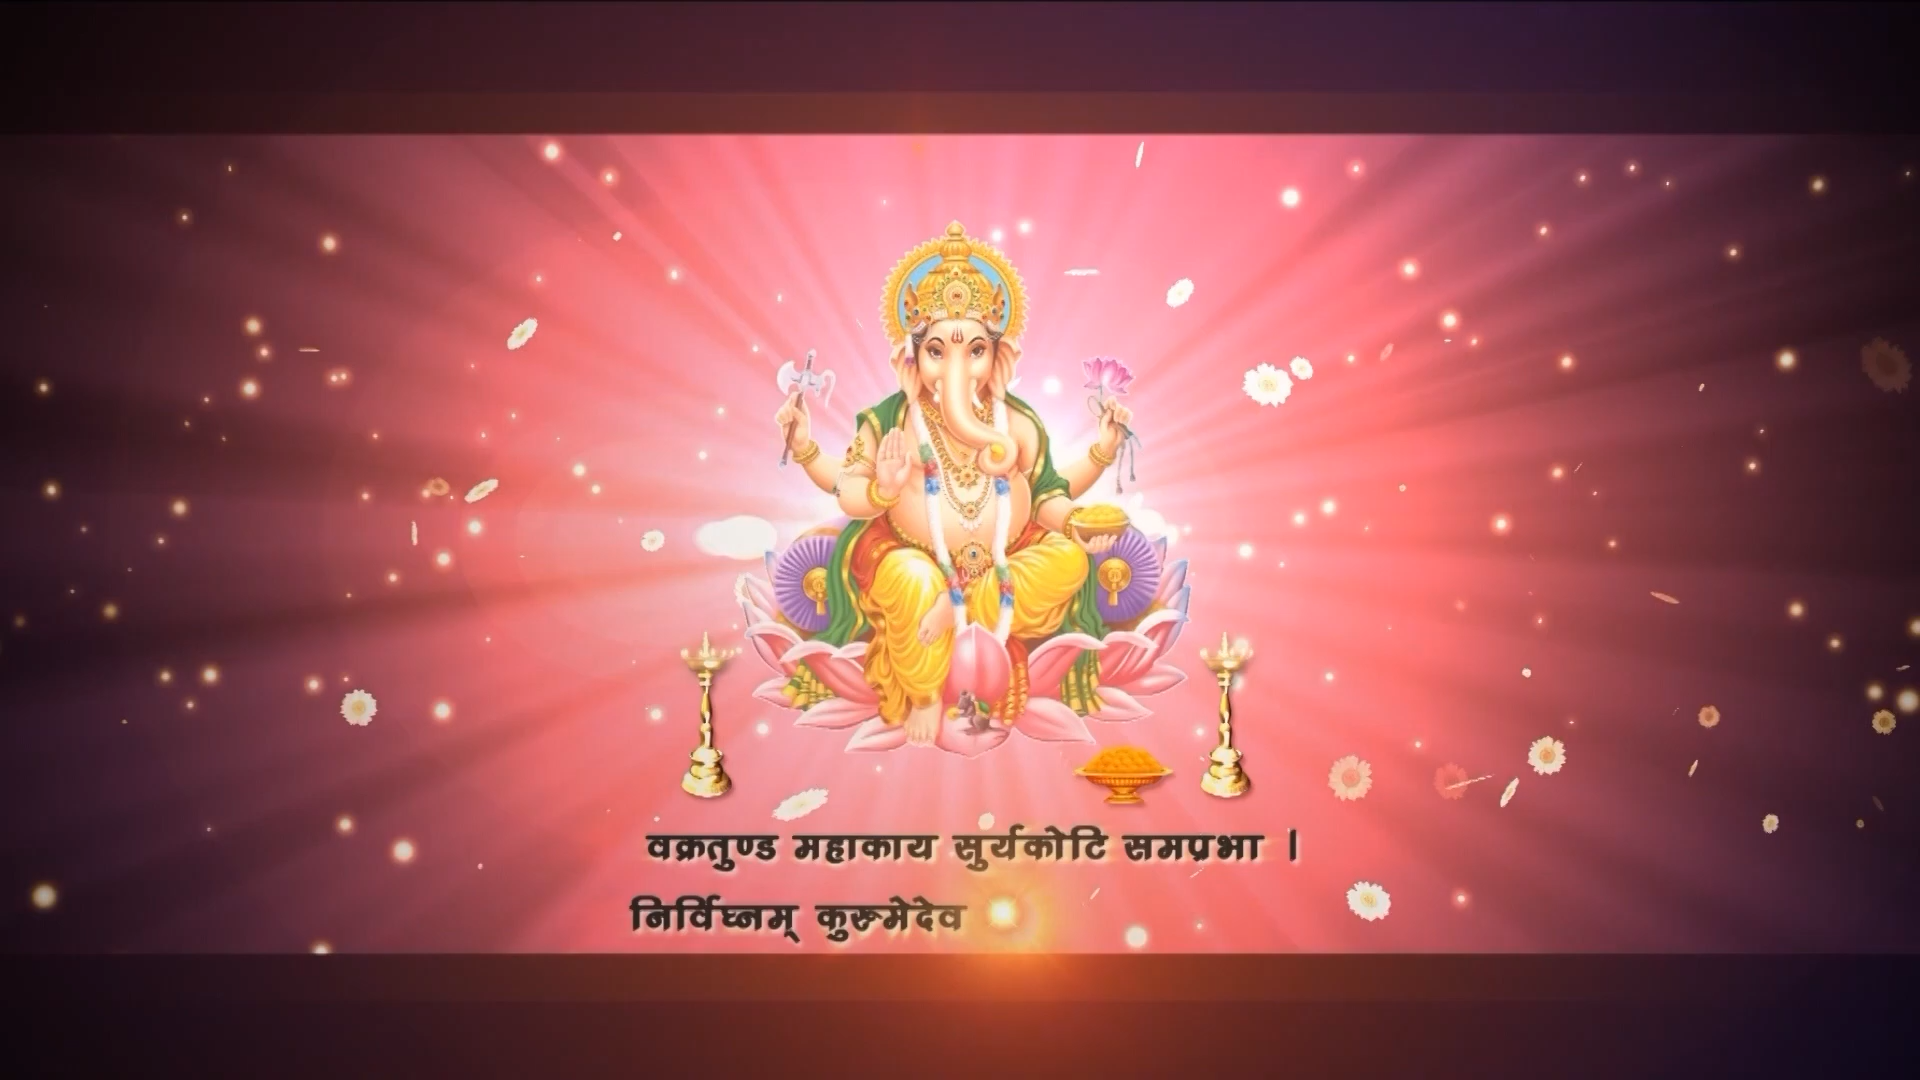 वक्रतुण्ड महाकाय सुर्यकोटि समप्रभा ।
निर्विघ्नम् कुरूमेदेव